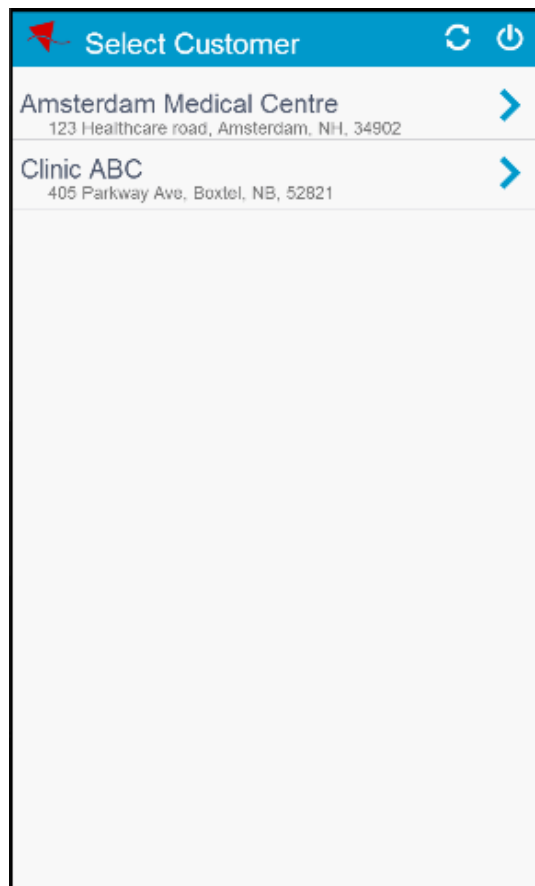 Select Customer
Amsterdam Medical Centre
123 Healthcare road, Amsterdam, NH, 34902
Clinic ABC
405 Parkway Ave, Boxtel, NB, 52821